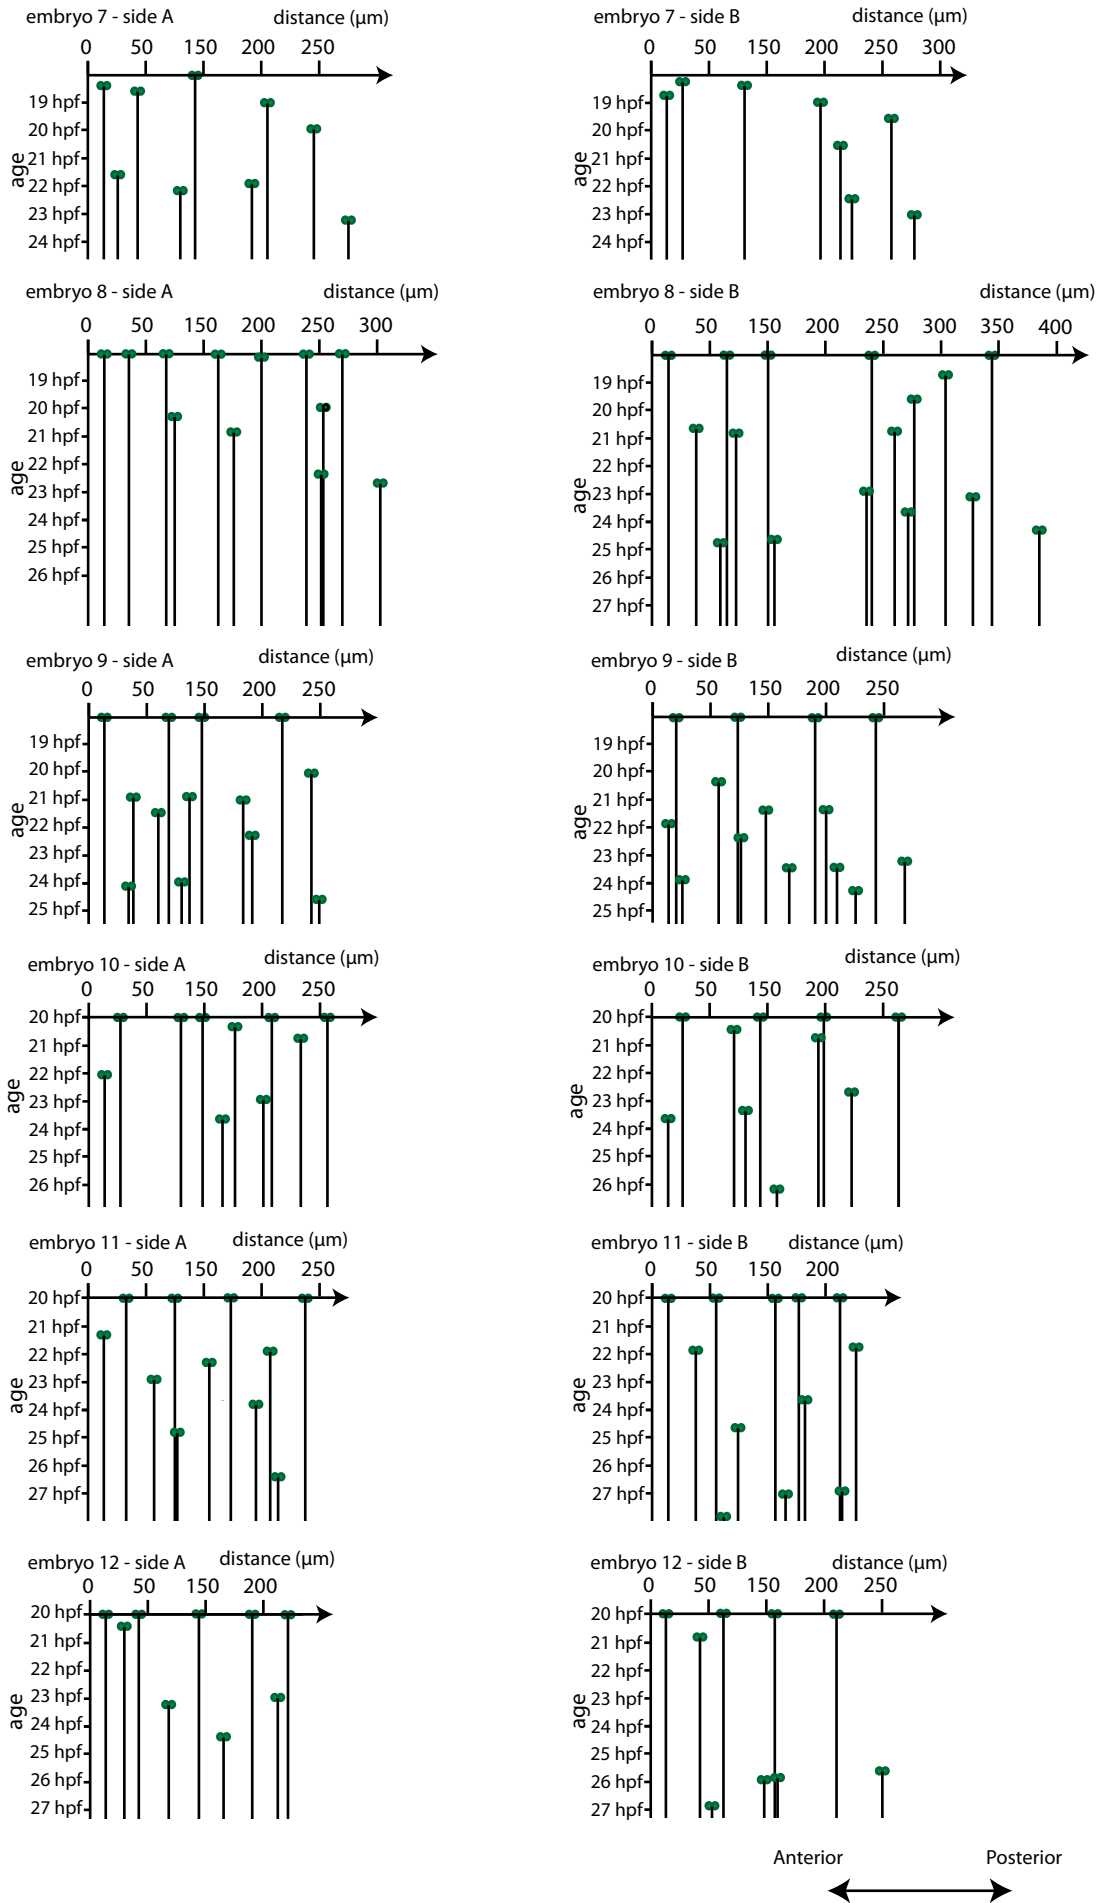 embryo 7 - side A distance (µm)
0 50 100 150 200 250
19 hpf
20 hpf
21 hpf
22 hpf
23 hpf
24 hpf
age
embryo 7 - side B distance (µm)
0 50 100 150 200 250 300
19 hpf
20 hpf
21 hpf
22 hpf
23 hpf
24 hpf
age
embryo 8 - side A distance (µm)
0 50 100 150 200 250 300
19 hpf
20 hpf
21 hpf
22 hpf
23 hpf
24 hpf
25 hpf
26 hpf
age
embryo 8 - side B distance (µm)
0 50 100 150 200 250 300 350 400
19 hpf
20 hpf
21 hpf
22 hpf
23 hpf
24 hpf
25 hpf
26 hpf
27 hpf
age
embryo 9 - side A distance (µm)
0 50 100 150 200 250
19 hpf
20 hpf
21 hpf
22 hpf
23 hpf
24 hpf
25 hpf
age
embryo 9 - side B distance (µm)
0 50 100 150 200 250
19 hpf
20 hpf
21 hpf
22 hpf
23 hpf
24 hpf
25 hpf
age
embryo 10 - side A distance (µm)
0 50 100 150 200 250
20 hpf
21 hpf
22 hpf
23 hpf
24 hpf
25 hpf
26 hpf
age
embryo 10 - side B distance (µm)
0 50 100 150 200 250
20 hpf
21 hpf
22 hpf
23 hpf
24 hpf
25 hpf
26 hpf
age
embryo 11 - side A distance (µm)
0 50 100 150 200 250
20 hpf
21 hpf
22 hpf
23 hpf
24 hpf
25 hpf
26 hpf
27 hpf
age
embryo 11 - side B distance (µm)
0 50 100 150 200
20 hpf
21 hpf
22 hpf
23 hpf
24 hpf
25 hpf
26 hpf
27 hpf
age
embryo 12 - side A distance (µm)
0 50 100 150 200
20 hpf
21 hpf
22 hpf
23 hpf
24 hpf
25 hpf
26 hpf
27 hpf
age
embryo 12 - side B distance (µm)
0 50 100 150 200 250
20 hpf
21 hpf
22 hpf
23 hpf
24 hpf
25 hpf
26 hpf
27 hpf
age
Anterior Posterior